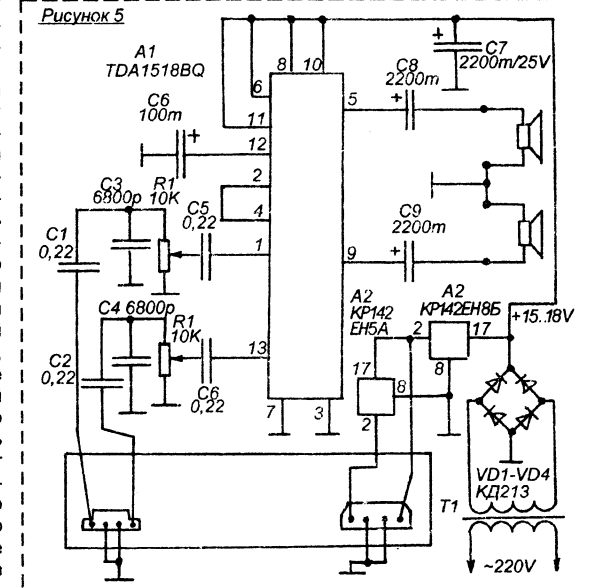 Рисунок 5
A1
TDA1518BQ
8 10
6
11
12
2
4
1
13
7 3
5
9
C6
100m
+
C3
6800p
R1
10K
C5
0,22
C1
0,22
C4 6800p
R1
10K
C2
0,22
C6
0,22
+
C7
2200m/25V
C8
2200m
+
C9
2200m
+
A2
КР142
ЕН5А
17
8
2
A2
КР142ЕН8Б
2 17
8
+15..18V
VD1-VD4
КД213
T1
~220V